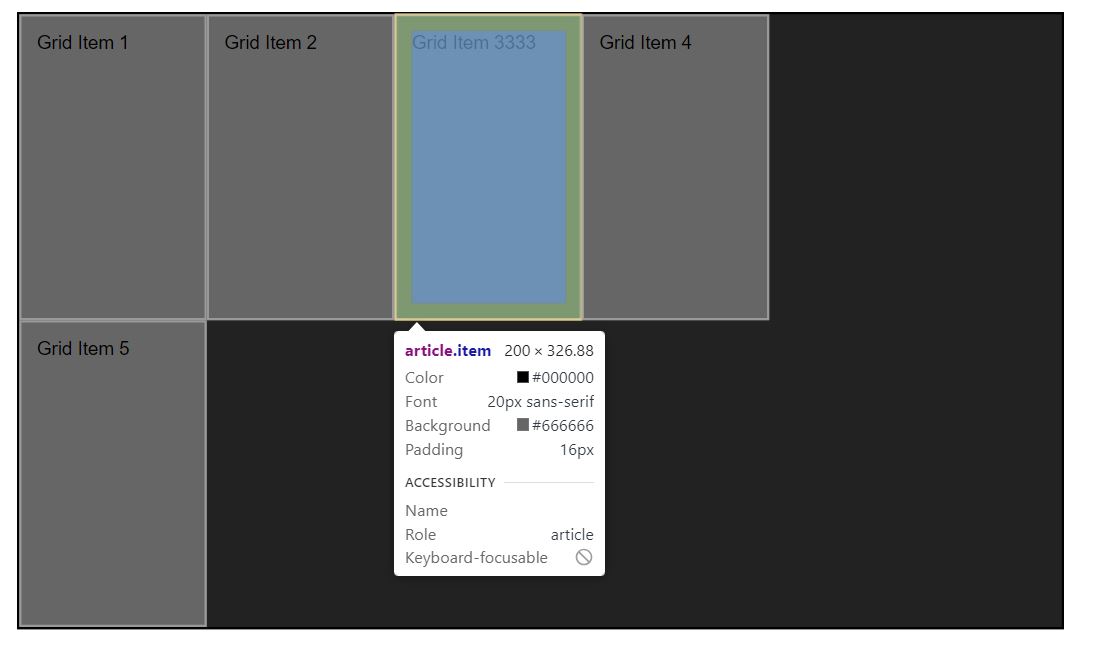 Grid Item 1
Grid Item 2
Grid Item 3333
Grid Item 4
Grid Item 5
article.item 200 × 326.88
Color #000000
Font 20px sans-serif
Background #666666
Padding 16px
ACCESSIBILITY
Name
Role article
Keyboard-focusable